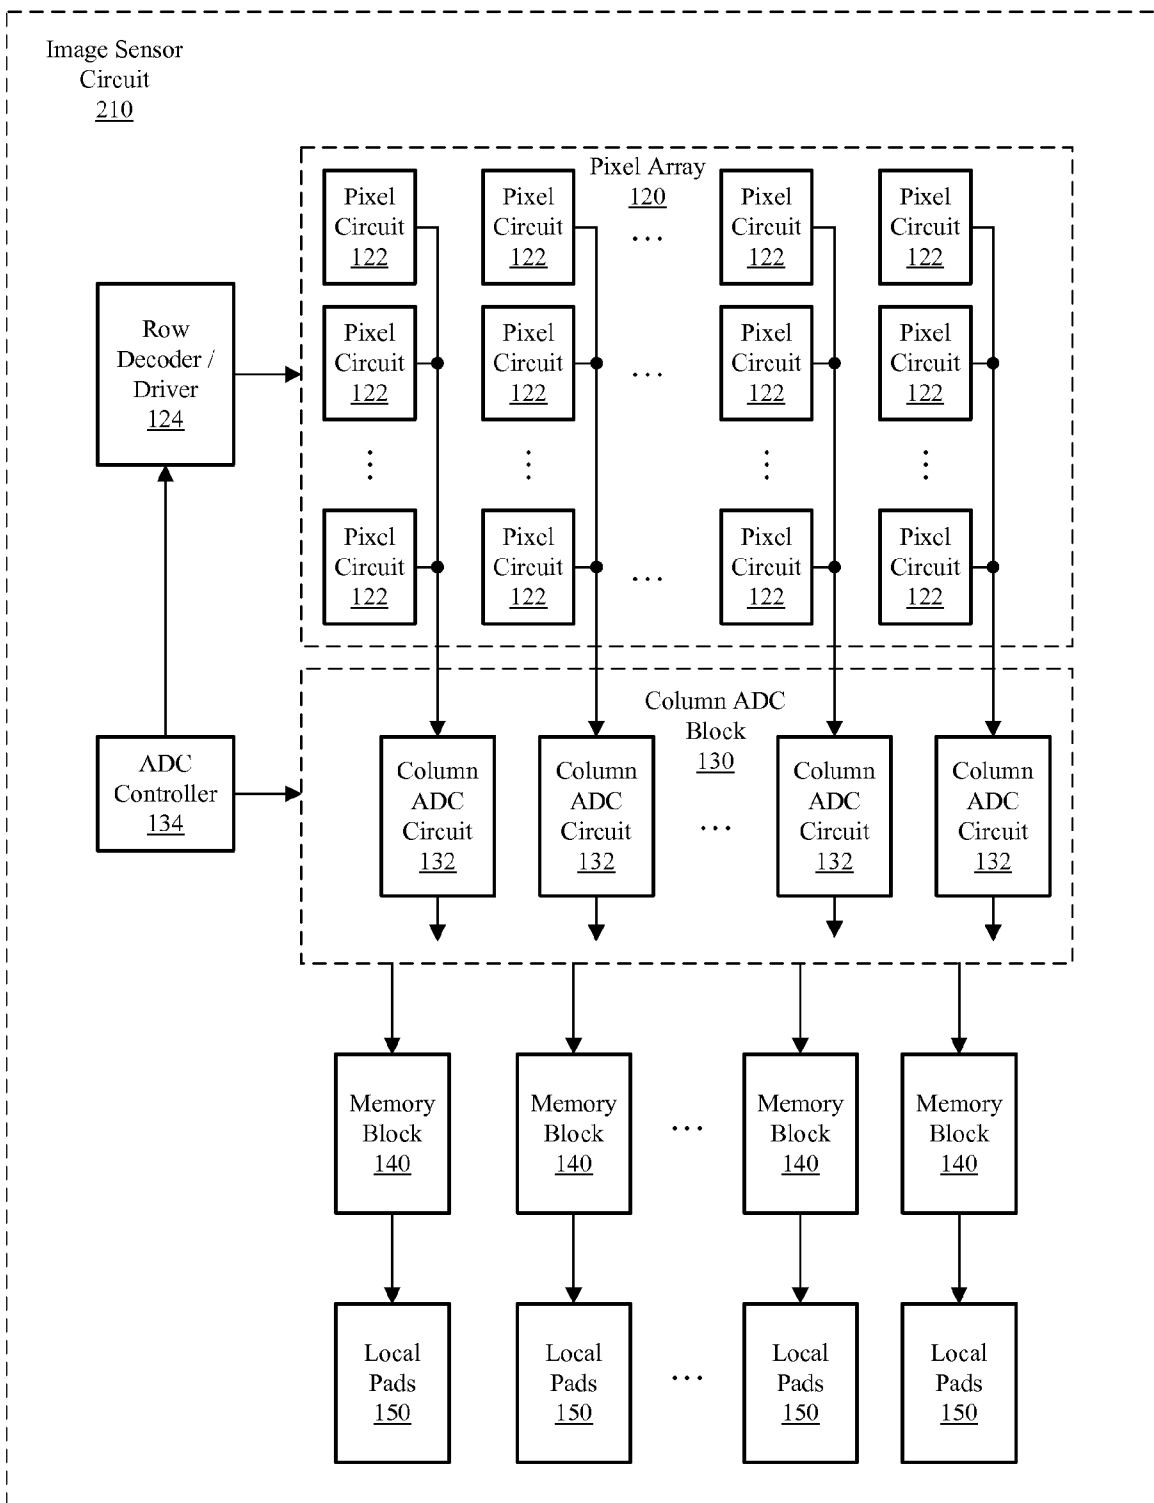 Image Sensor
Circuit
210
Pixel Array
120
Pixel
Circuit
122
Pixel
Circuit
122
...
Pixel
Circuit
122
Pixel
Circuit
122
Row
Decoder /
Driver
124
Pixel
Circuit
122
Pixel
Circuit
122
...
Pixel
Circuit
122
Pixel
Circuit
122
Pixel
Circuit
122
Pixel
Circuit
122
...
Pixel
Circuit
122
Pixel
Circuit
122
Column ADC
Block
130
ADC
Controller
134
Column
ADC
Circuit
132
Column
ADC
Circuit
132
...
Column
ADC
Circuit
132
Column
ADC
Circuit
132
Memory
Block
140
Memory
Block
140
...
Memory
Block
140
Memory
Block
140
Local
Pads
150
Local
Pads
150
...
Local
Pads
150
Local
Pads
150